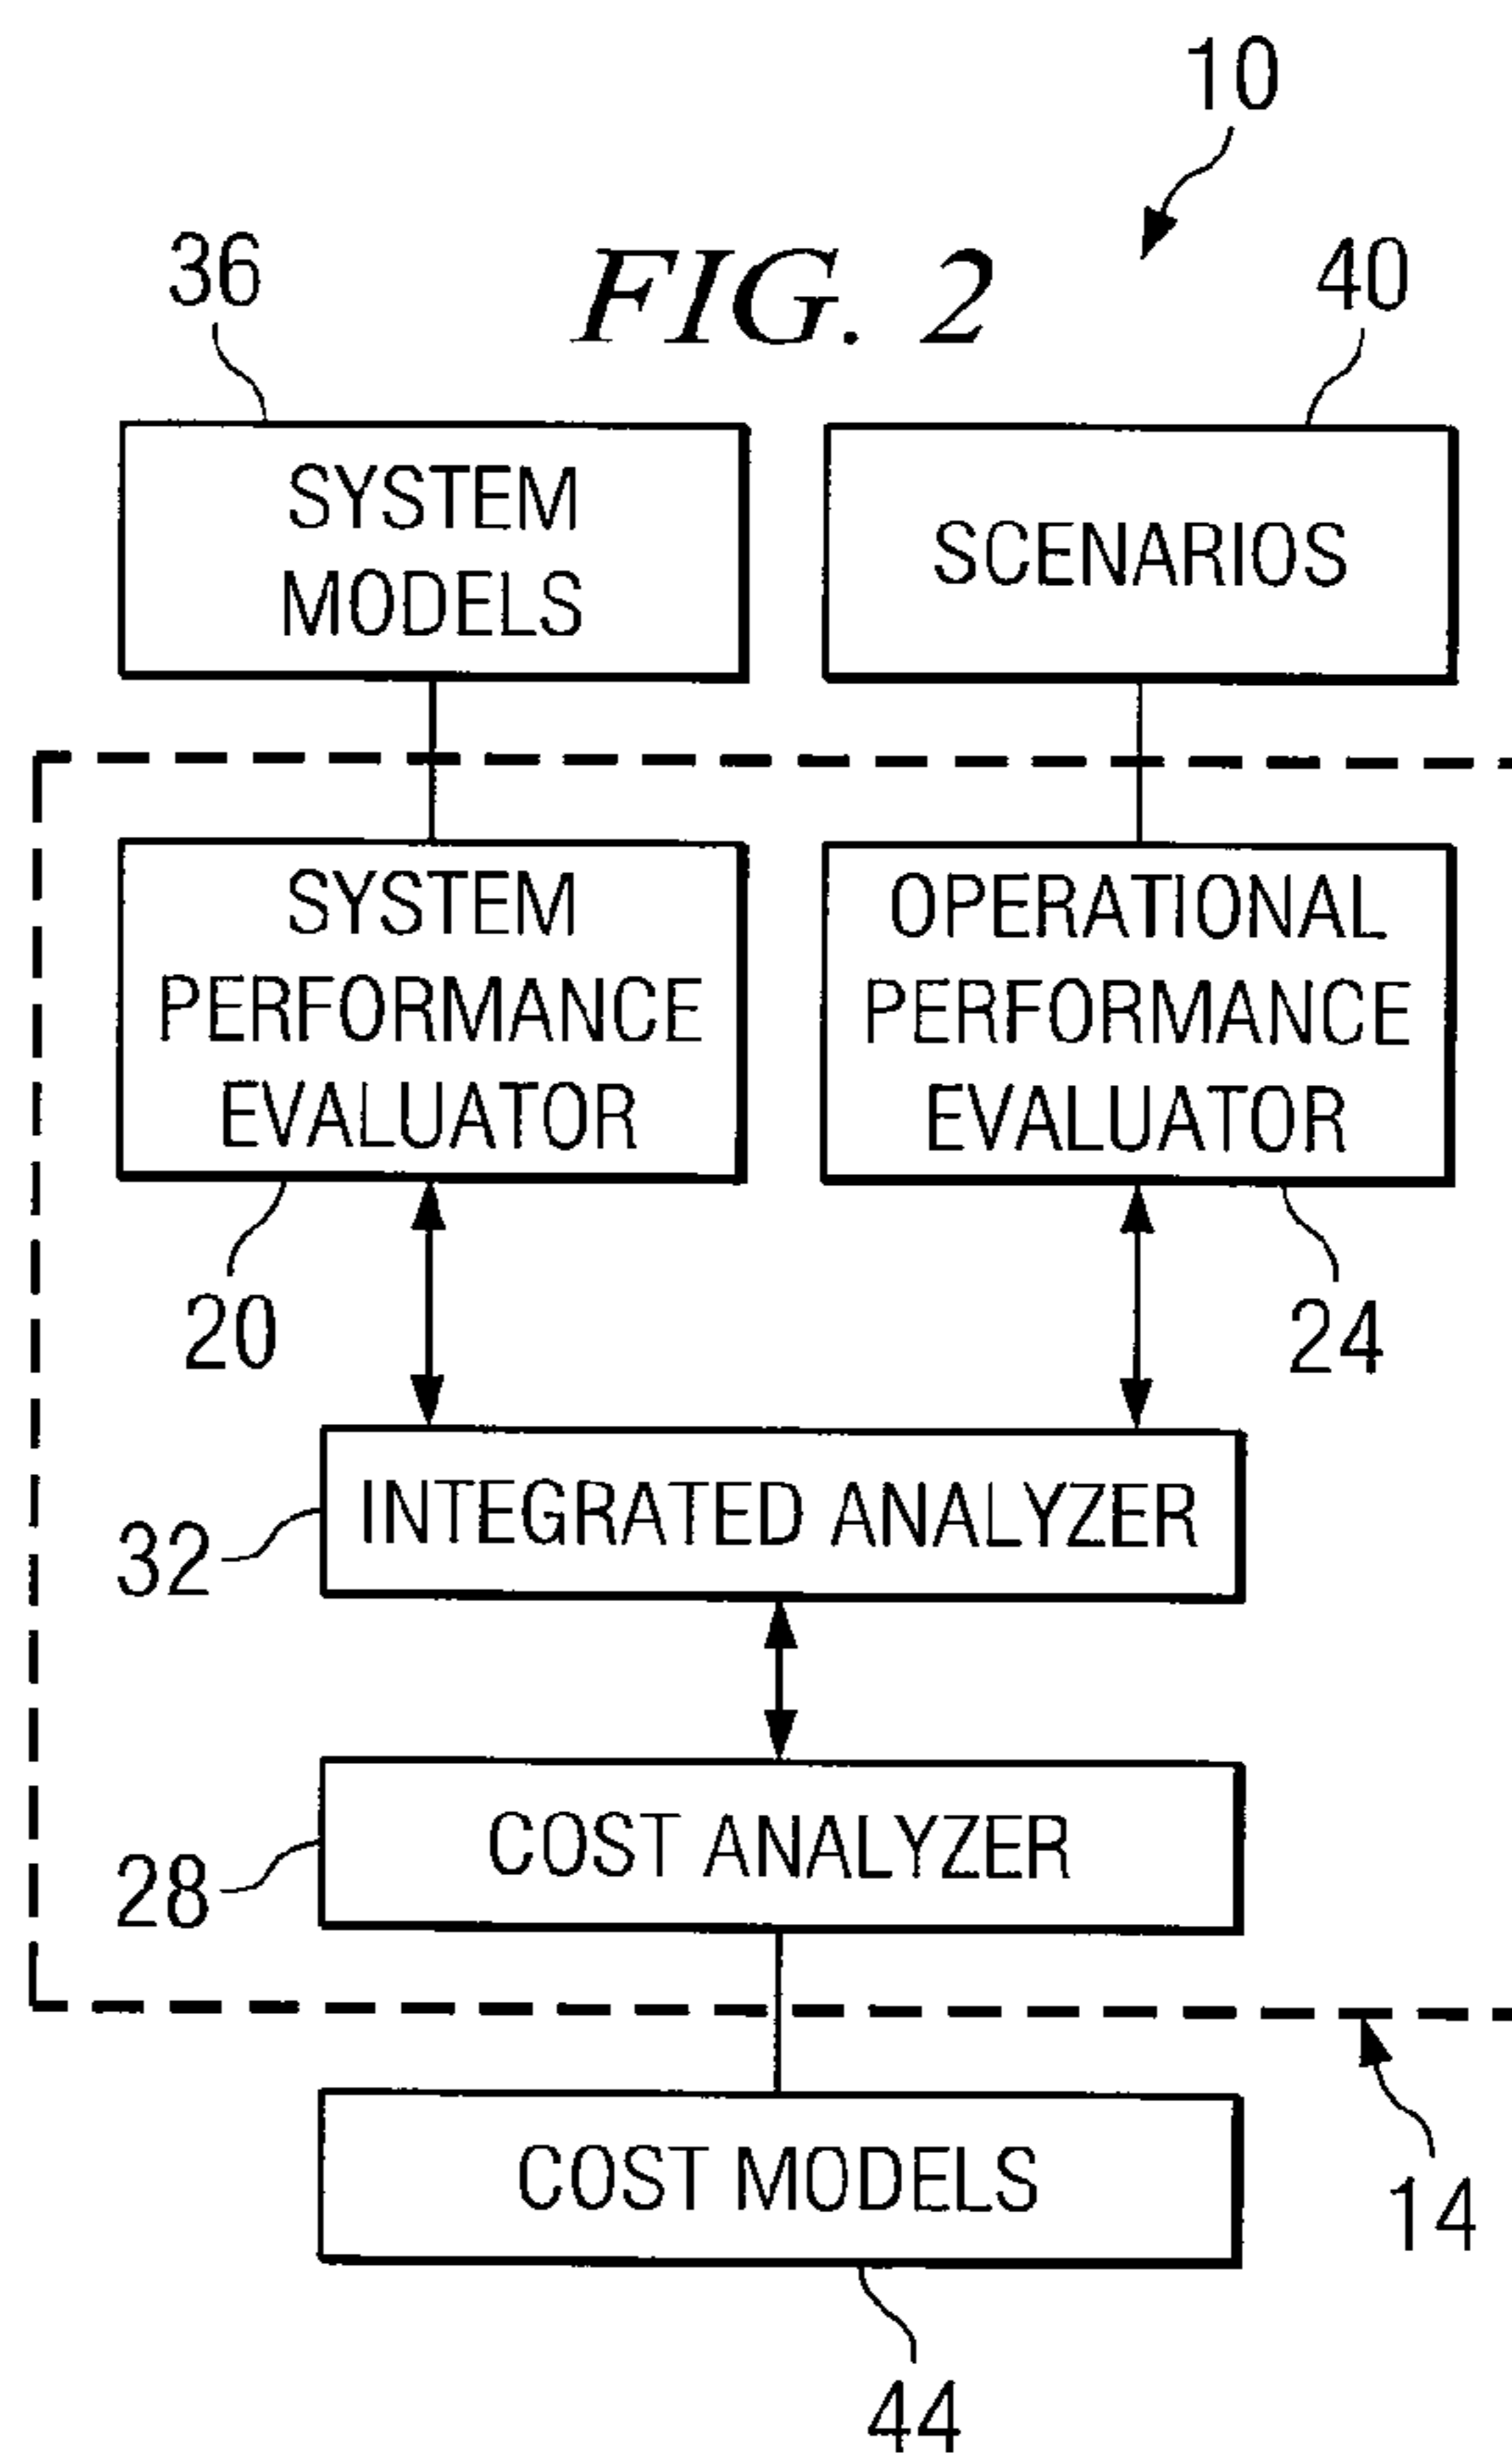 10
FIG. 2
36
40
SYSTEM
MODELS
SCENARIOS
SYSTEM
PERFORMANCE
EVALUATOR
OPERATIONAL
PERFORMANCE
EVALUATOR
20
24
INTEGRATED ANALYZER
32
COST ANALYZER
28
COST MODELS
14
44